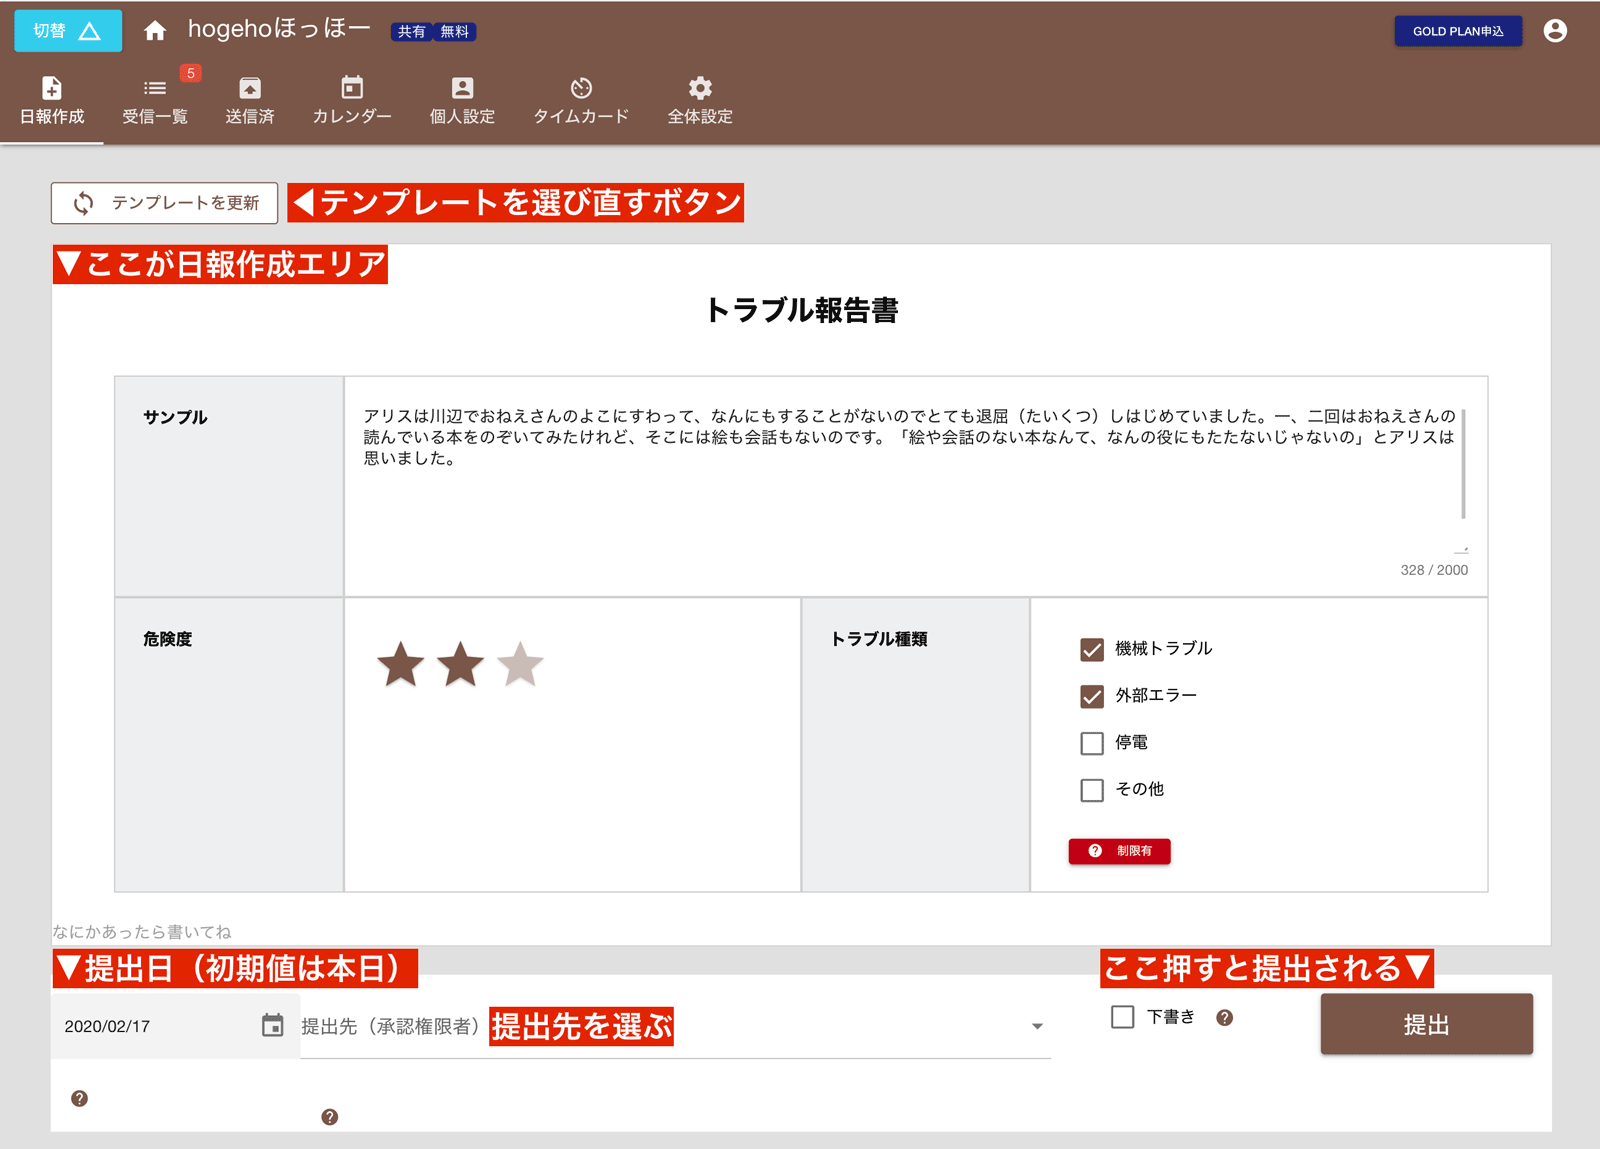 切替 hogehoほっほー 共有 無料 GOLD PLAN申込
5
日報作成 受信一覧 送信済 カレンダー 個人設定 タイムカード 全体設定
テンプレートを更新 ◀テンプレートを選び直すボタン
▼ここが日報作成エリア
トラブル報告書
サンプル
アリスは川辺でおねえさんのよこにすわって、なんにもすることがないのでとても退屈（たいくつ）しはじめていました。一、二回はおねえさんの
読んでいる本をのぞいてみたけれど、そこには絵も会話もないのです。「絵や会話のない本なんて、なんの役にもたたないじゃないの」とアリスは
思いました。
328 / 2000
危険度
トラブル種類
機械トラブル
外部エラー
停電
その他
? 制限有
なにかあったら書いてね
▼提出日（初期値は本日）
ここ押すと提出される▼
2020/02/17 提出先（承認権限者） 提出先を選ぶ
下書き ?
提出
?
?